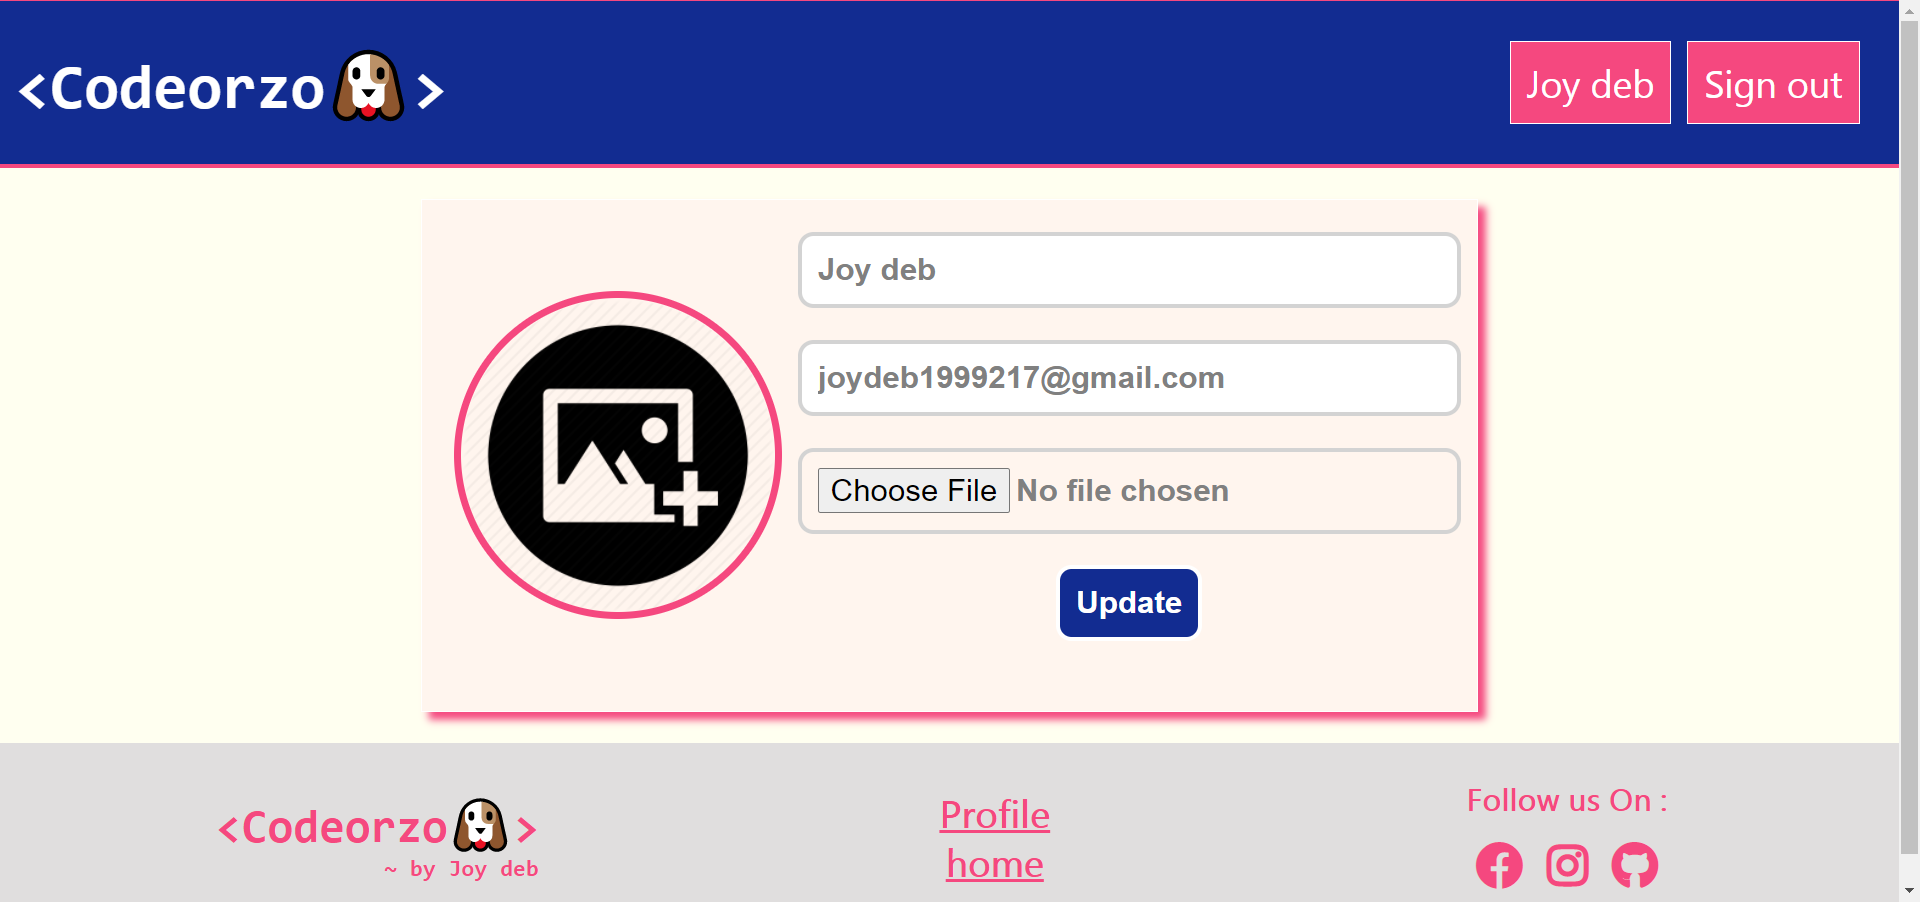 <Codeorzo>
Joy deb
Sign out
Joy deb
joydeb1999217@gmail.com
Choose File No file chosen
Update
<Codeorzo>
~ by Joy deb
Profile
home
Follow us On :